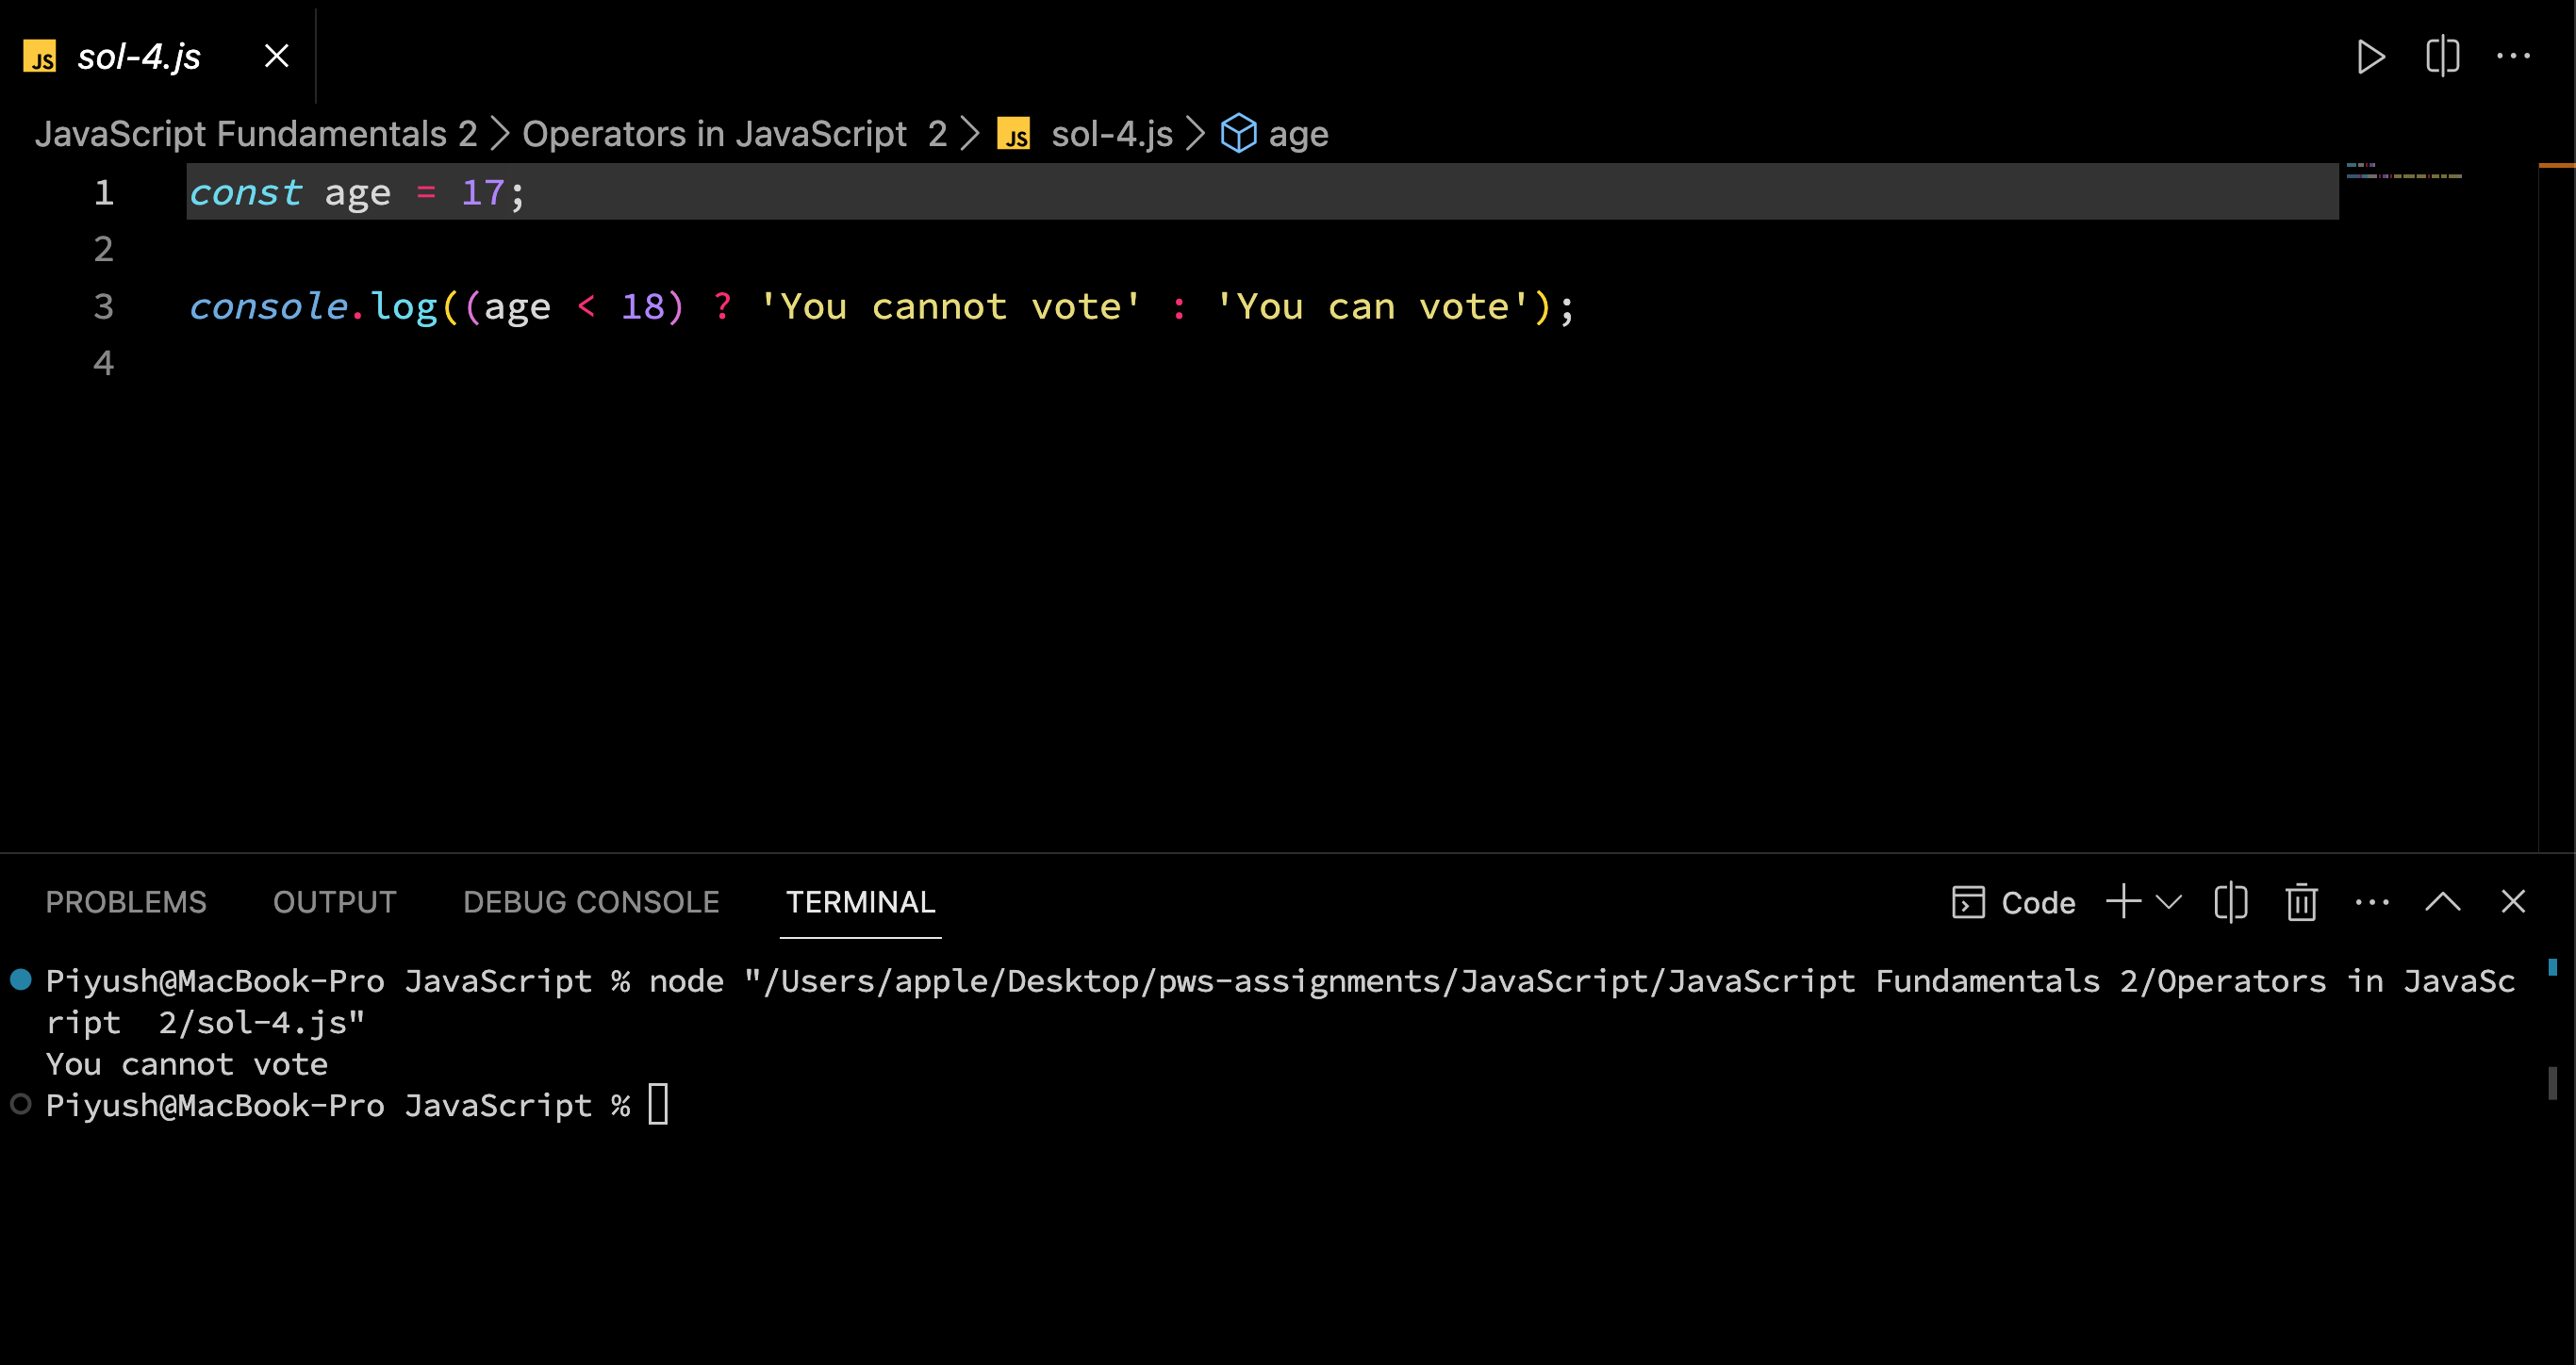 JS sol-4.js
JavaScript Fundamentals 2 > Operators in JavaScript  2 > JS sol-4.js > age
1 const age = 17;
2
3 console.log((age < 18) ? 'You cannot vote' : 'You can vote');
4
PROBLEMS OUTPUT DEBUG CONSOLE TERMINAL Code
Piyush@MacBook-Pro JavaScript % node "/Users/apple/Desktop/pws-assignments/JavaScript/JavaScript Fundamentals 2/Operators in JavaSc
ript  2/sol-4.js"
You cannot vote
Piyush@MacBook-Pro JavaScript %